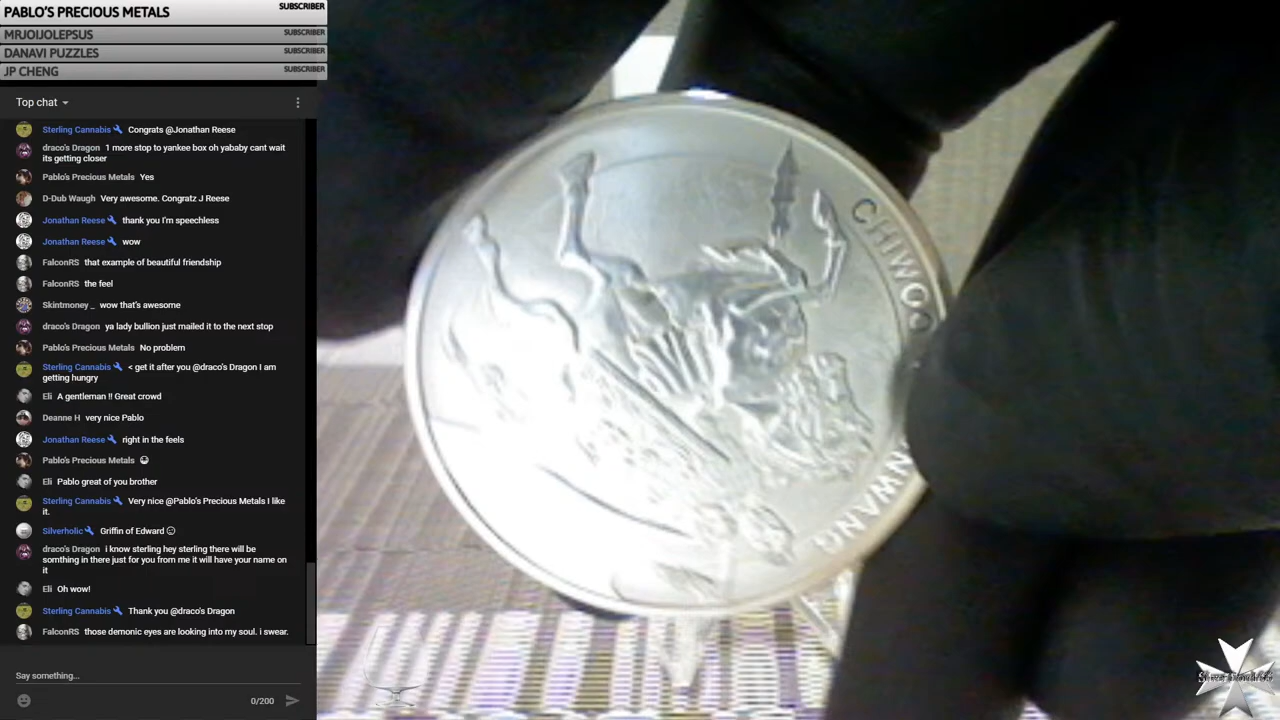 PABLO'S PRECIOUS METALS SUBSCRIBER
MRJOIJOLEPSUS SUBSCRIBER
DANAVI PUZZLES SUBSCRIBER
JP CHENG SUBSCRIBER
Top chat
Sterling Cannabis Congrats @Jonathan Reese
draco's Dragon 1 more stop to yankee box oh yababy cant wait
its getting closer
Pablo's Precious Metals Yes
D-Dub Waugh Very awesome. Congratz J Reese
Jonathan Reese thank you I'm speechless
Jonathan Reese wow
FalconRS that example of beautiful friendship
FalconRS the feel
Skintmoney _ wow that's awesome
draco's Dragon ya lady bullion just mailed it to the next stop
Pablo's Precious Metals No problem
Sterling Cannabis < get it after you @draco's Dragon I am
getting hungry
Eli A gentleman !! Great crowd
Deanne H very nice Pablo
Jonathan Reese right in the feels
Pablo's Precious Metals 😀
Eli Pablo great of you brother
Sterling Cannabis Very nice @Pablo's Precious Metals I like
it.
Silverholic Griffin of Edward 🙂
draco's Dragon i know sterling hey sterling there will be
somthing in there just for you from me it will have your name on
it
Eli Oh wow!
Sterling Cannabis Thank you @draco's Dragon
FalconRS those demonic eyes are looking into my soul. i swear.
Say something...
0/200
CHIWOO
NWANG